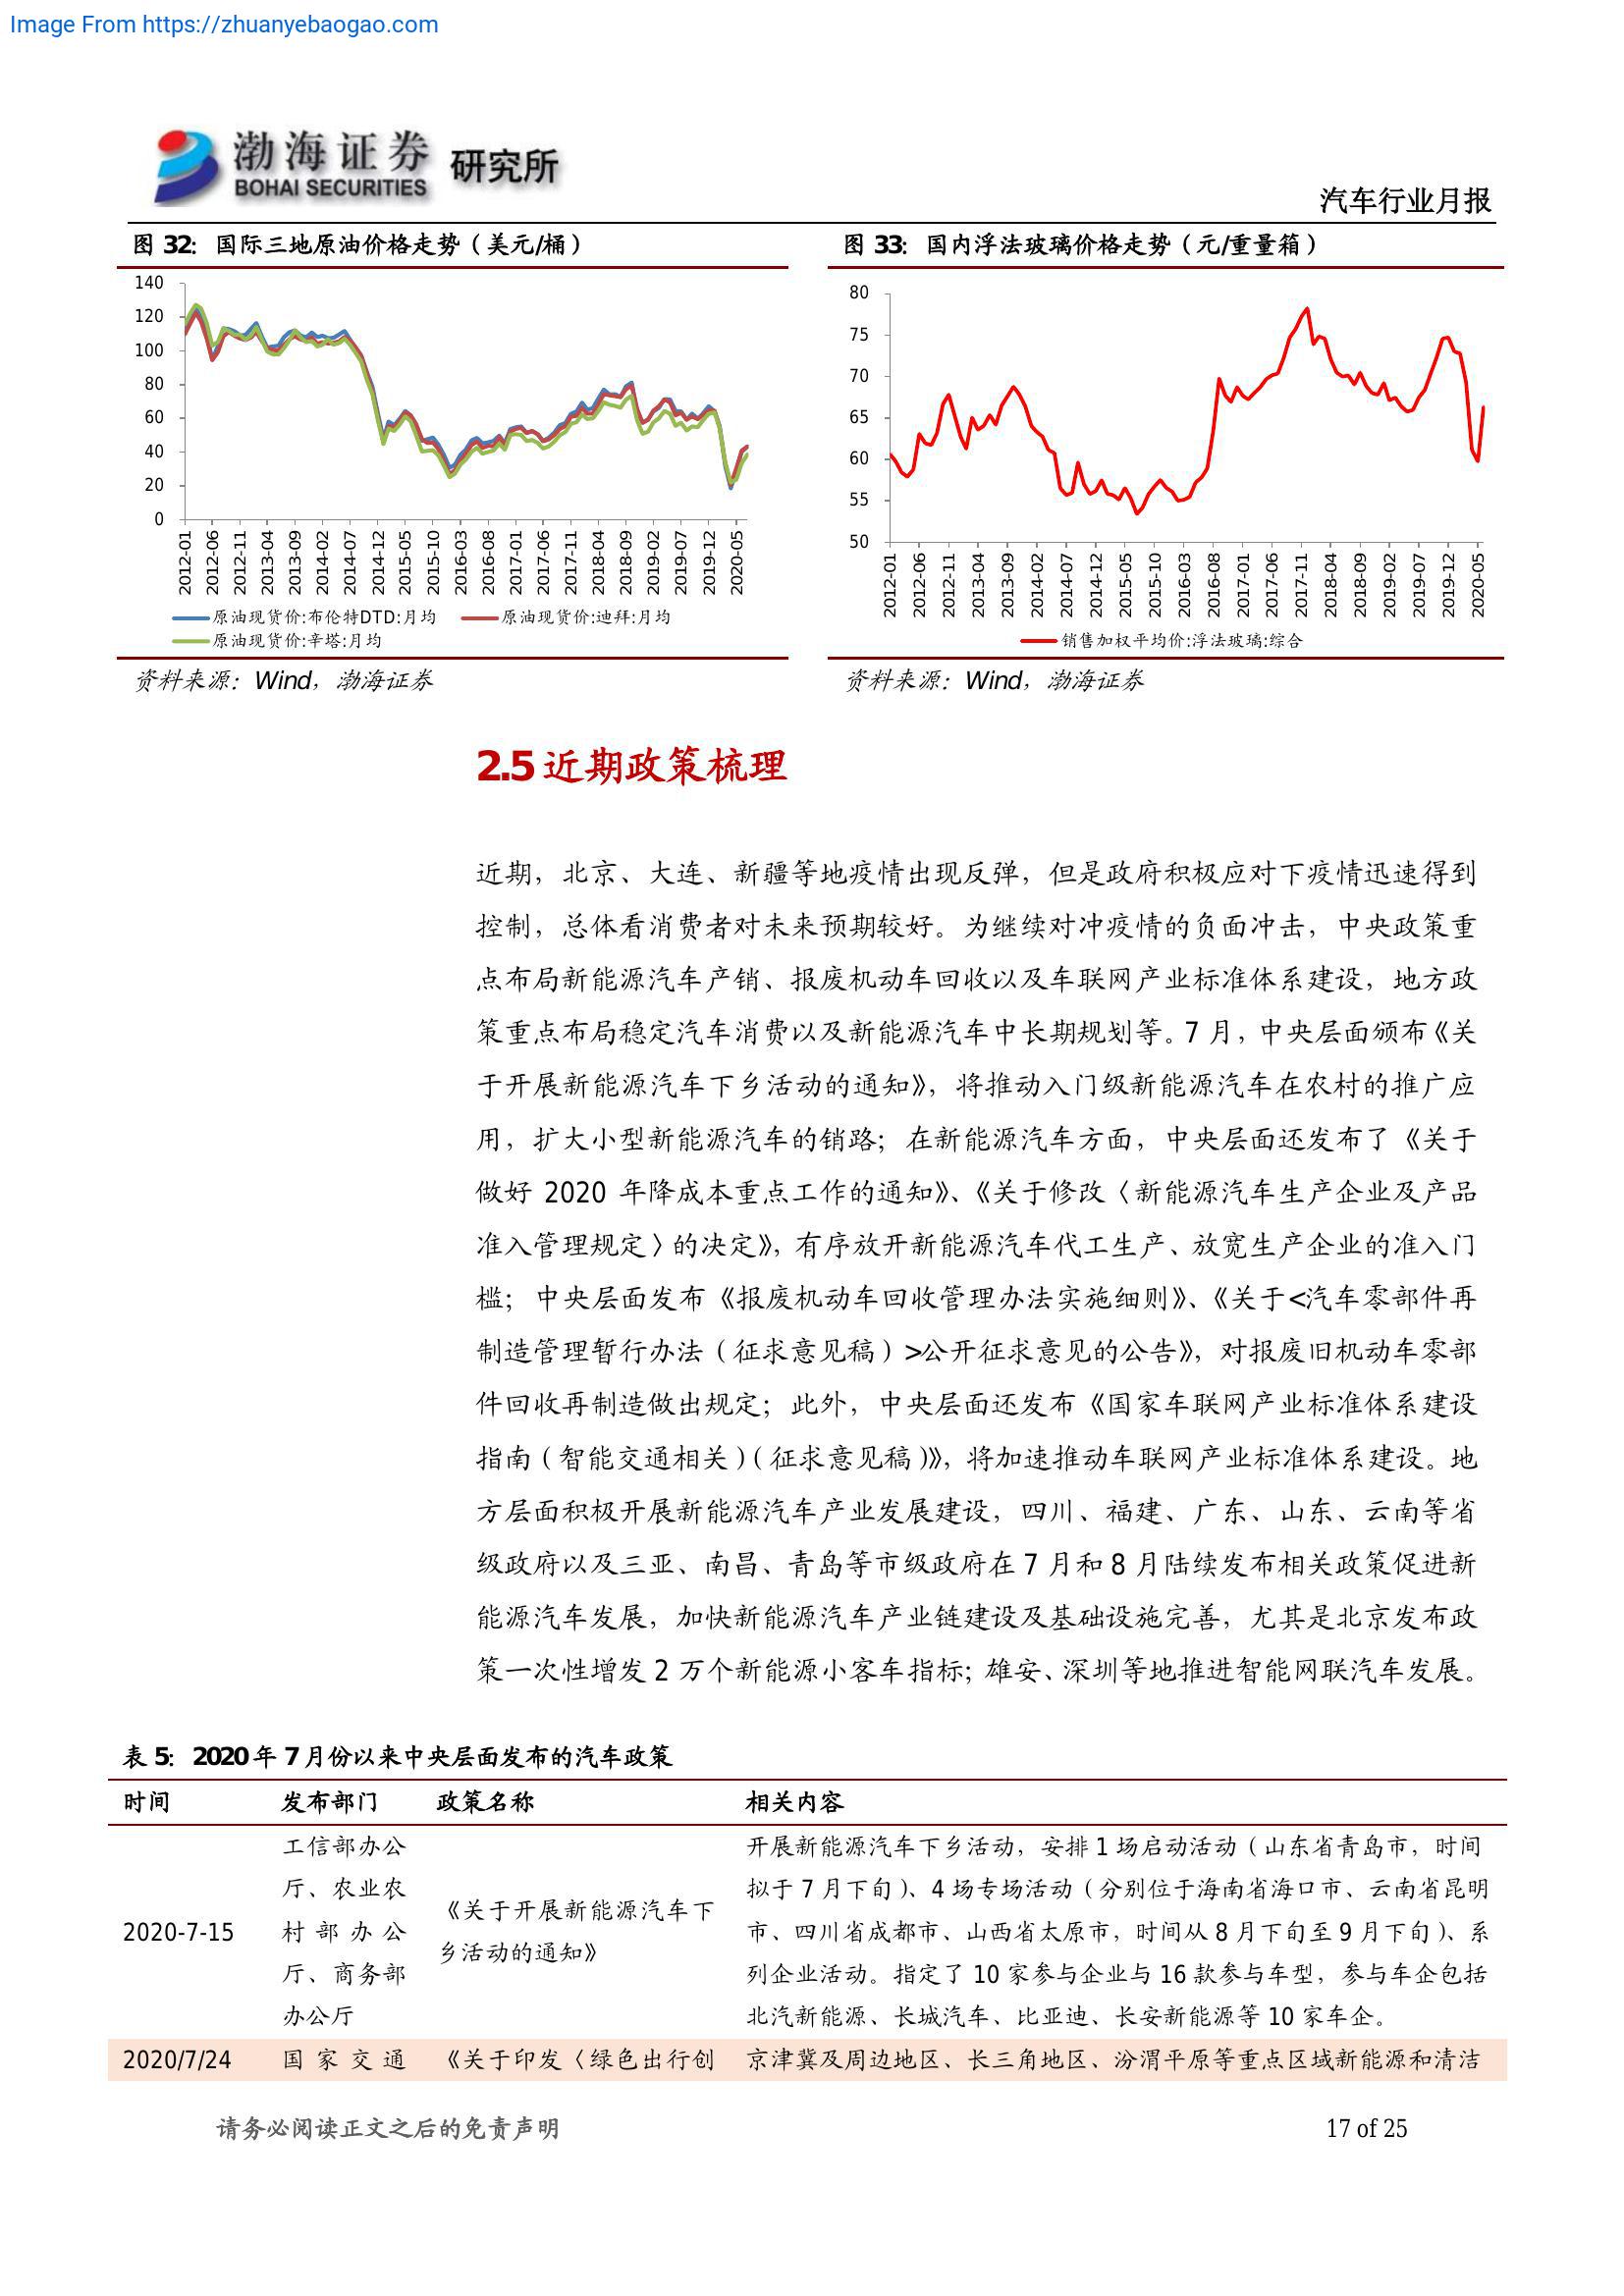 Image From https://zhuanyebaogao.com
渤海证券 研究所
BOHAI SECURITIES
汽车行业月报
图 32：国际三地原油价格走势（美元/桶）
140
120
100
80
60
40
20
0
2012-01
2012-06
2012-11
2013-04
2013-09
2014-02
2014-07
2014-12
2015-05
2015-10
2016-03
2016-08
2017-01
2017-06
2017-11
2018-04
2018-09
2019-02
2019-07
2019-12
2020-05
原油现货价:布伦特DTD:月均
原油现货价:迪拜:月均
原油现货价:辛塔:月均
资料来源：Wind，渤海证券
图 33：国内浮法玻璃价格走势（元/重量箱）
80
75
70
65
60
55
50
2012-01
2012-06
2012-11
2013-04
2013-09
2014-02
2014-07
2014-12
2015-05
2015-10
2016-03
2016-08
2017-01
2017-06
2017-11
2018-04
2018-09
2019-02
2019-07
2019-12
2020-05
销售加权平均价:浮法玻璃:综合
资料来源：Wind，渤海证券
2.5 近期政策梳理
近期，北京、大连、新疆等地疫情出现反弹，但是政府积极应对下疫情迅速得到
控制，总体看消费者对未来预期较好。为继续对冲疫情的负面冲击，中央政策重
点布局新能源汽车产销、报废机动车回收以及车联网产业标准体系建设，地方政
策重点布局稳定汽车消费以及新能源汽车中长期规划等。7 月，中央层面颁布《关
于开展新能源汽车下乡活动的通知》，将推动入门级新能源汽车在农村的推广应
用，扩大小型新能源汽车的销路；在新能源汽车方面，中央层面还发布了《关于
做好 2020 年降成本重点工作的通知》、《关于修改〈新能源汽车生产企业及产品
准入管理规定〉的决定》，有序放开新能源汽车代工生产、放宽生产企业的准入门
槛；中央层面发布《报废机动车回收管理办法实施细则》、《关于<汽车零部件再
制造管理暂行办法（征求意见稿）>公开征求意见的公告》，对报废旧机动车零部
件回收再制造做出规定；此外，中央层面还发布《国家车联网产业标准体系建设
指南（智能交通相关）（征求意见稿）》，将加速推动车联网产业标准体系建设。地
方层面积极开展新能源汽车产业发展建设，四川、福建、广东、山东、云南等省
级政府以及三亚、南昌、青岛等市级政府在 7 月和 8 月陆续发布相关政策促进新
能源汽车发展，加快新能源汽车产业链建设及基础设施完善，尤其是北京发布政
策一次性增发 2 万个新能源小客车指标；雄安、深圳等地推进智能网联汽车发展。
表 5：2020 年 7 月份以来中央层面发布的汽车政策
时间 发布部门 政策名称 相关内容
2020-7-15
工信部办公
厅、农业农
村部办公
厅、商务部
办公厅
《关于开展新能源汽车下
乡活动的通知》
开展新能源汽车下乡活动，安排 1 场启动活动（山东省青岛市，时间
拟于 7 月下旬）、4 场专场活动（分别位于海南省海口市、云南省昆明
市、四川省成都市、山西省太原市，时间从 8 月下旬至 9 月下旬）、系
列企业活动。指定了 10 家参与企业与 16 款参与车型，参与车企包括
北汽新能源、长城汽车、比亚迪、长安新能源等 10 家车企。
2020/7/24 国家交通 《关于印发〈绿色出行创 京津冀及周边地区、长三角地区、汾渭平原等重点区域新能源和清洁
请务必阅读正文之后的免责声明
17 of 25